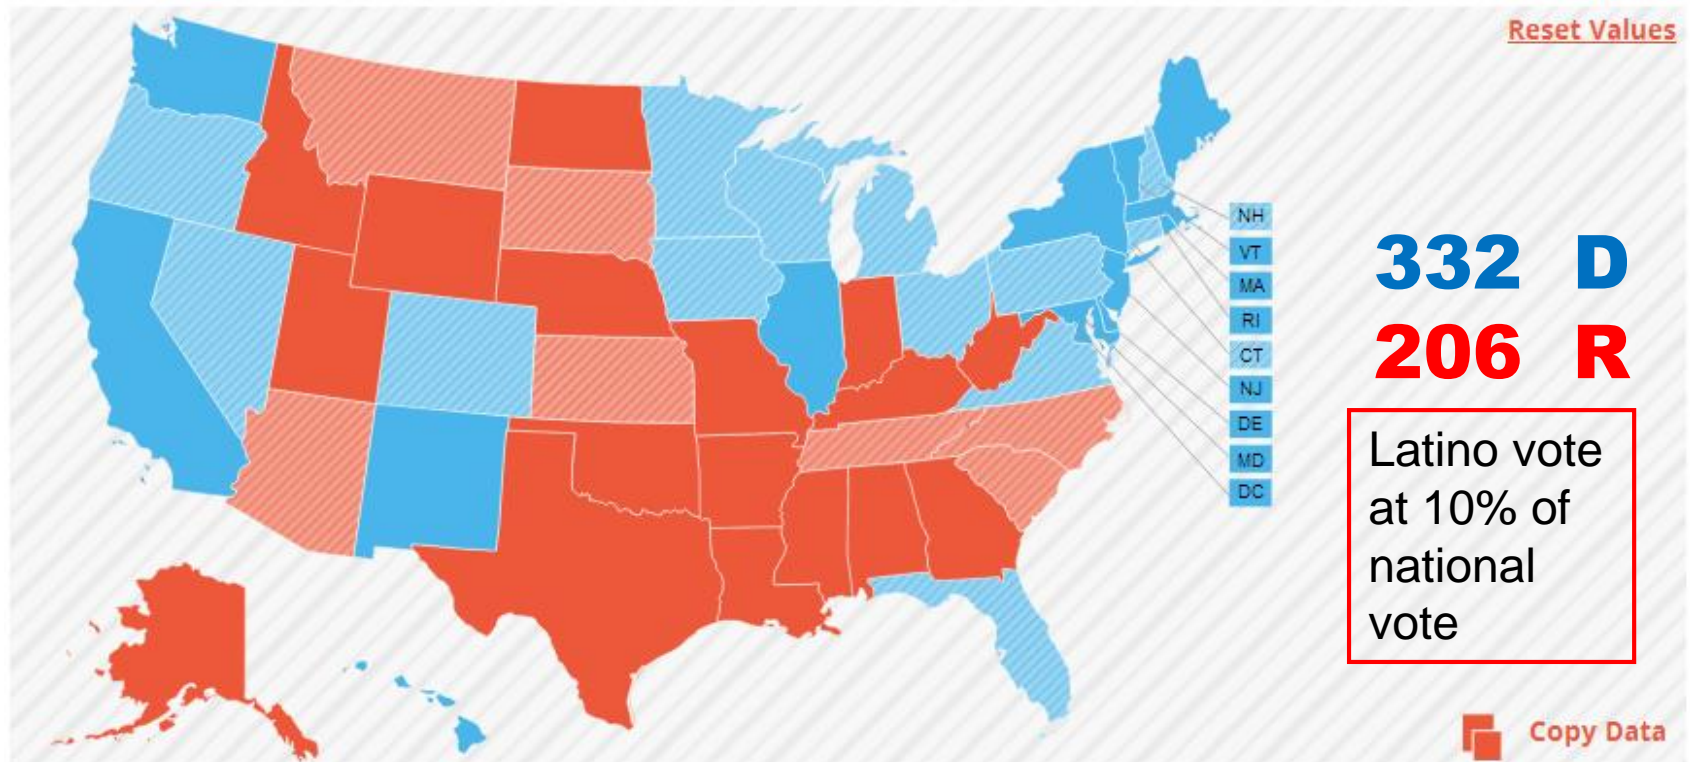 Reset Values
NH
VT
MA
RI
CT
NJ
DE
MD
DC
332 D
206 R
Latino vote
at 10% of
national
vote
Copy Data